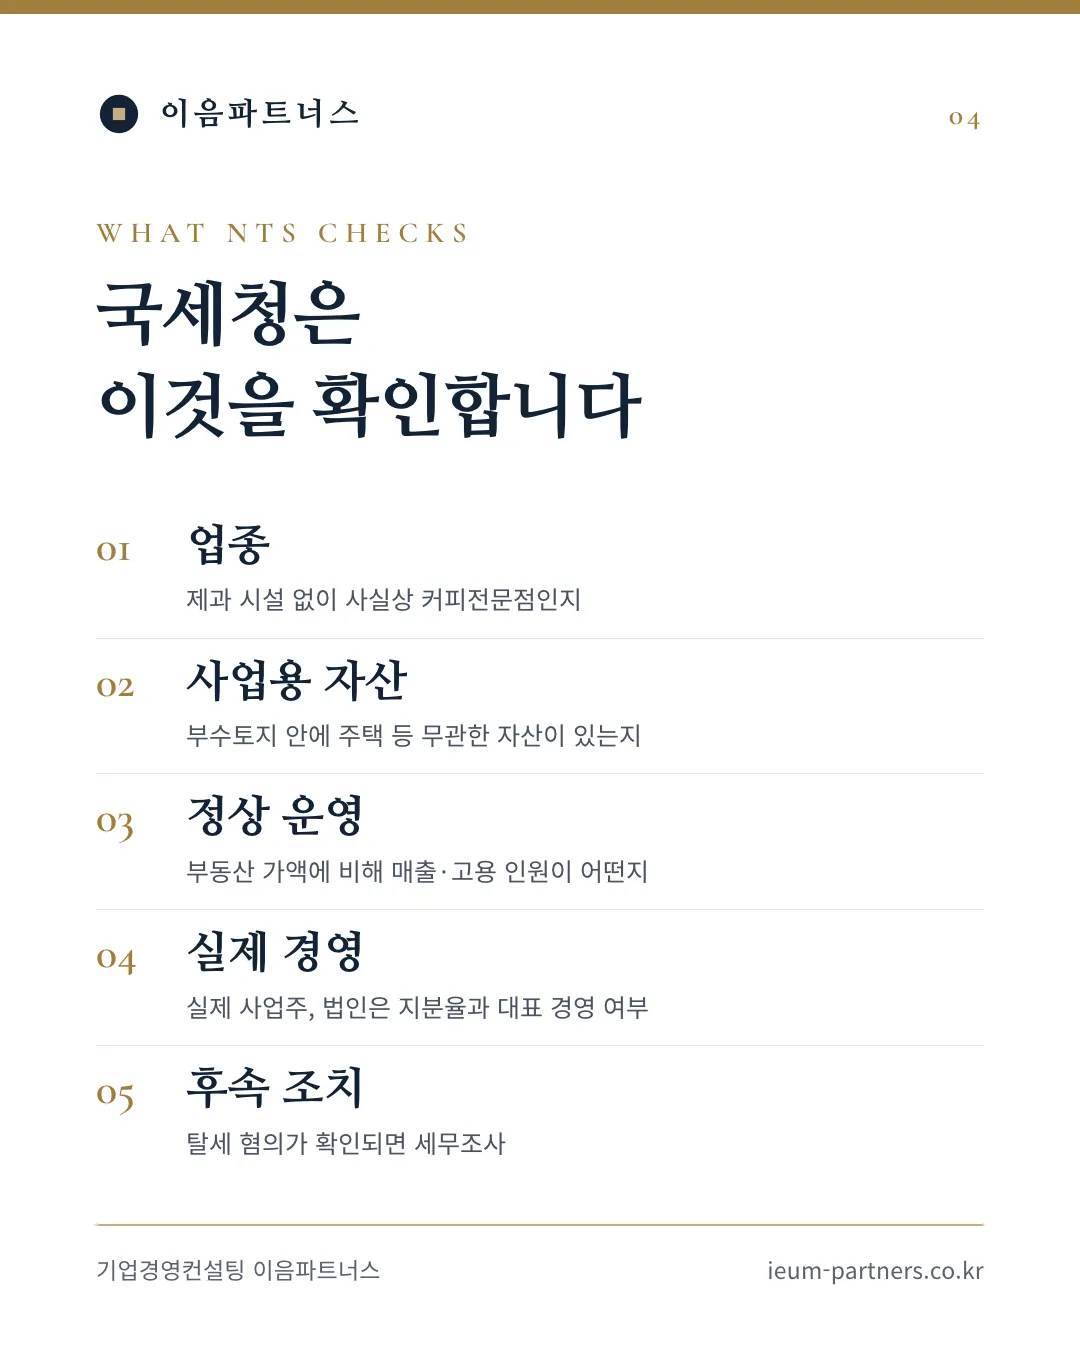 이음파트너스
04
WHAT NTS CHECKS
국세청은
이것을 확인합니다
01 업종
제과 시설 없이 사실상 커피전문점인지
02 사업용 자산
부수토지 안에 주택 등 무관한 자산이 있는지
03 정상 운영
부동산 가액에 비해 매출·고용 인원이 어떤지
04 실제 경영
실제 사업주, 법인은 지분율과 대표 경영 여부
05 후속 조치
탈세 혐의가 확인되면 세무조사
기업경영컨설팅 이음파트너스
ieum-partners.co.kr